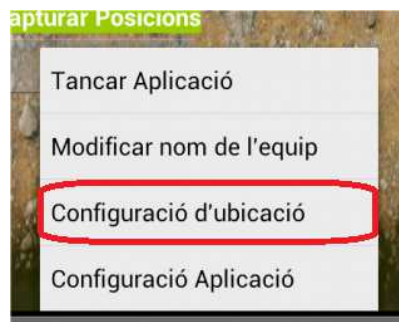 apturar Posicions
Tancar Aplicació
Modificar nom de l'equip
Configuració d'ubicació
Configuració Aplicació